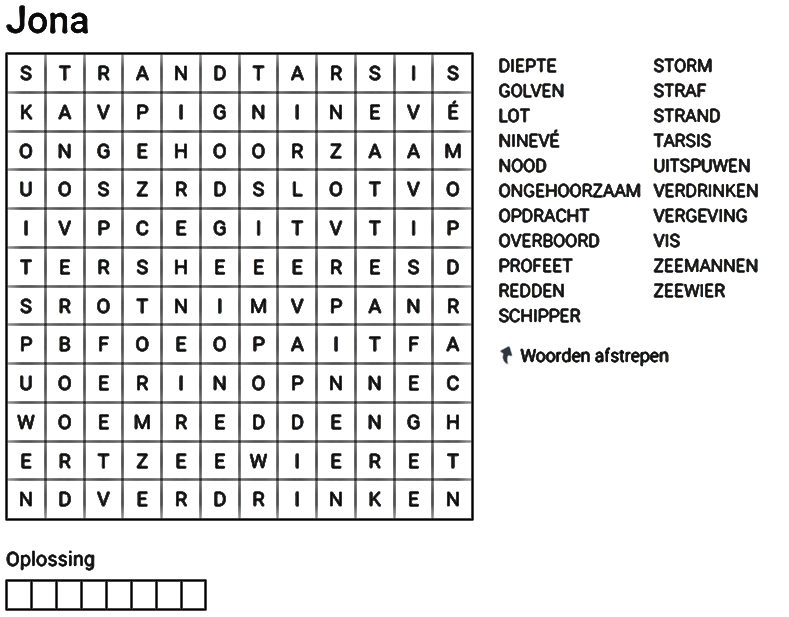 Jona
S T R A N D T A R S I S
K A V P I G N I N E V É
O N G E H O O R Z A A M
U O S Z R D S L O T V O
I V P C E G I T V T I P
T E R S H E E E R E S D
S R O T N I M V P A N R
P B F O E O P A I T F A
U O E R I N O P N N E C
W O E M R E D D E N G H
E R T Z E E W I E R E T
N D V E R D R I N K E N
DIEPTE
GOLVEN
LOT
NINEVÉ
NOOD
ONGEHOORZAAM
OPDRACHT
OVERBOORD
PROFEET
REDDEN
SCHIPPER
STORM
STRAF
STRAND
TARSIS
UITSPUWEN
VERDRINKEN
VERGEVING
VIS
ZEEMANNEN
ZEEWIER
Woorden afstrepen
Oplossing